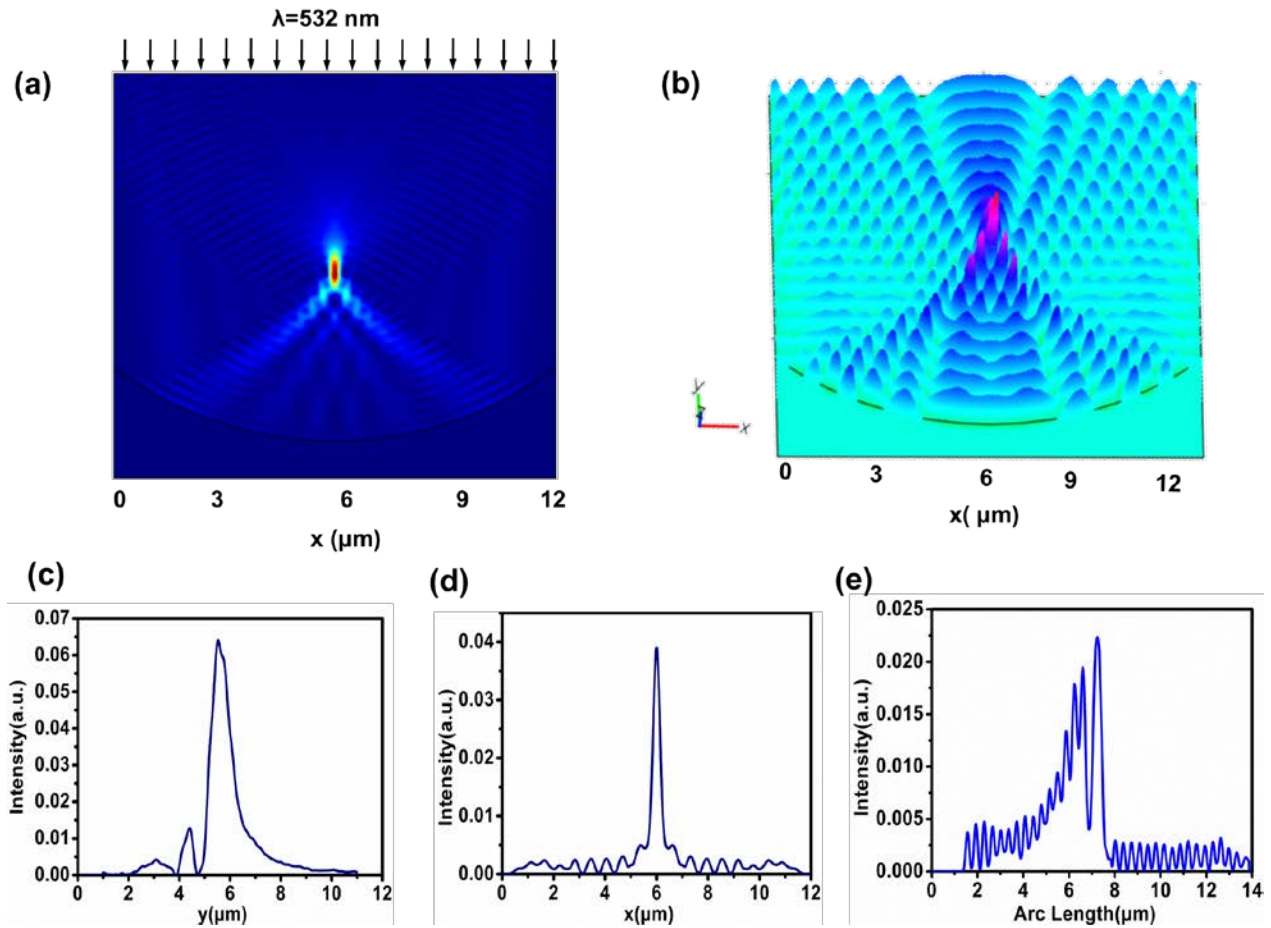 λ=532 nm
(a)
(b)
0 3 6 9 12
x (µm)
y
x
0 3 6 9 12
x( µm)
(c)
(d)
(e)
0.07
0.06
0.05
0.04
0.03
0.02
0.01
0.00
Intensity(a.u.)
0 2 4 6 8 10 12
y(µm)
0.04
0.03
0.02
0.01
0.00
Intensity(a.u.)
0 2 4 6 8 10 12
x(µm)
0.025
0.020
0.015
0.010
0.005
0.000
Intensity(a.u.)
0 2 4 6 8 10 12 14
Arc Length(µm)